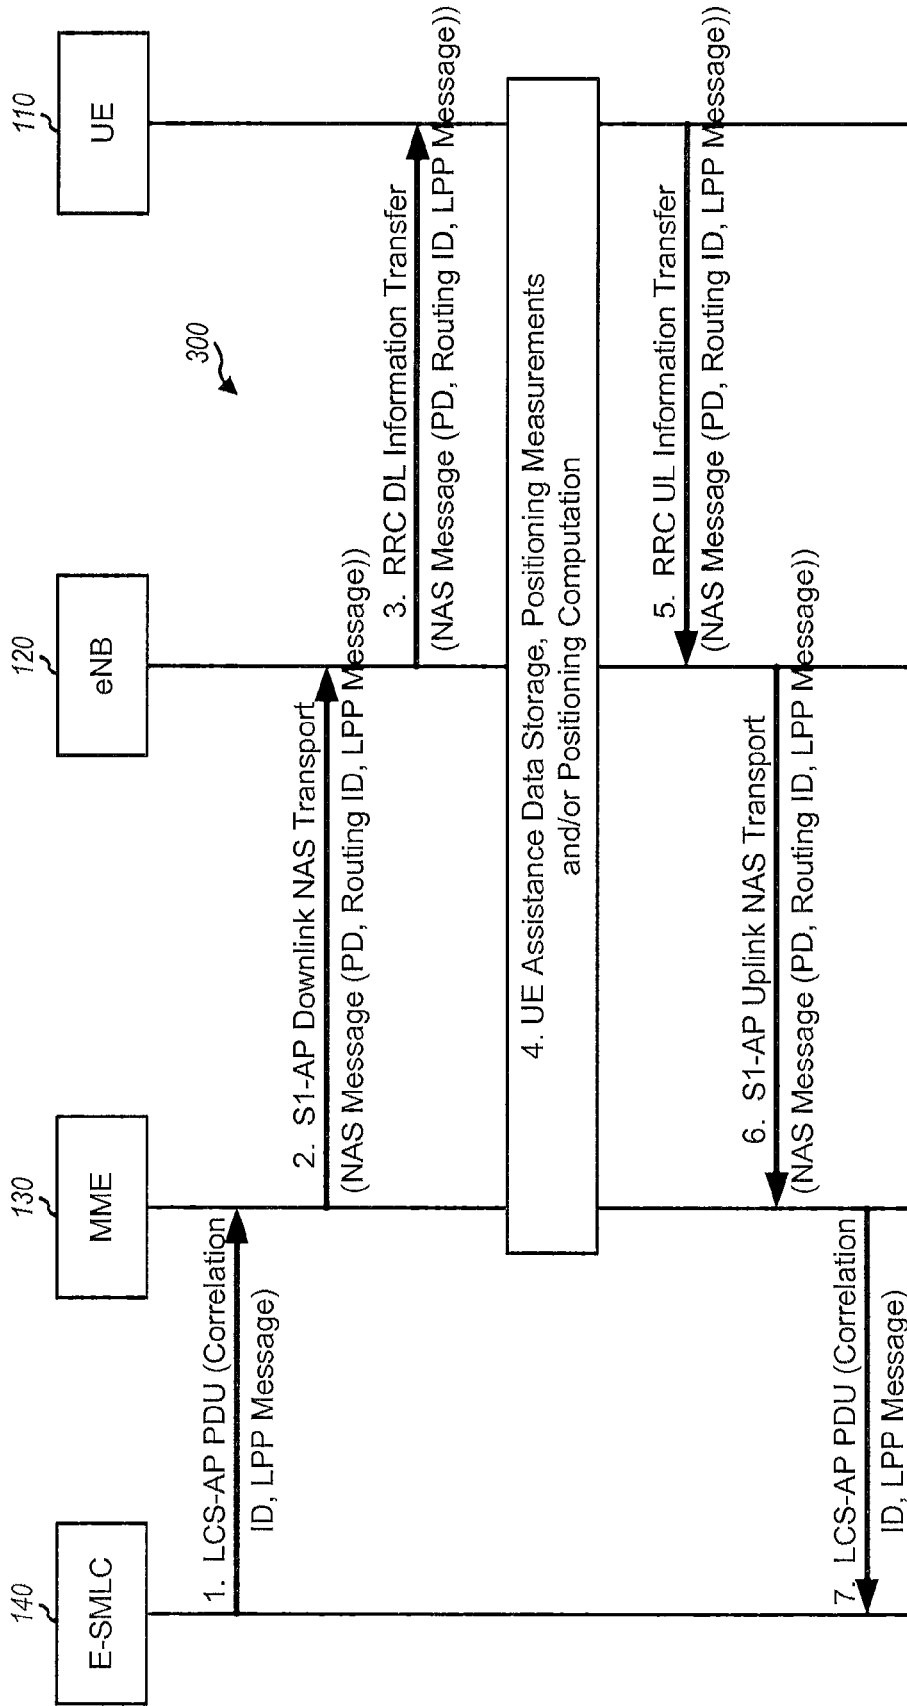 140
130
120
110
E-SMLC
MME
eNB
UE
300
1. LCS-AP PDU (Correlation
ID, LPP Message)
2. S1-AP Downlink NAS Transport
(NAS Message (PD, Routing ID, LPP Message))
3. RRC DL Information Transfer
(NAS Message (PD, Routing ID, LPP Message))
4. UE Assistance Data Storage, Positioning Measurements
and/or Positioning Computation
5. RRC UL Information Transfer
(NAS Message (PD, Routing ID, LPP Message))
6. S1-AP Uplink NAS Transport
(NAS Message (PD, Routing ID, LPP Message))
7. LCS-AP PDU (Correlation
ID, LPP Message)